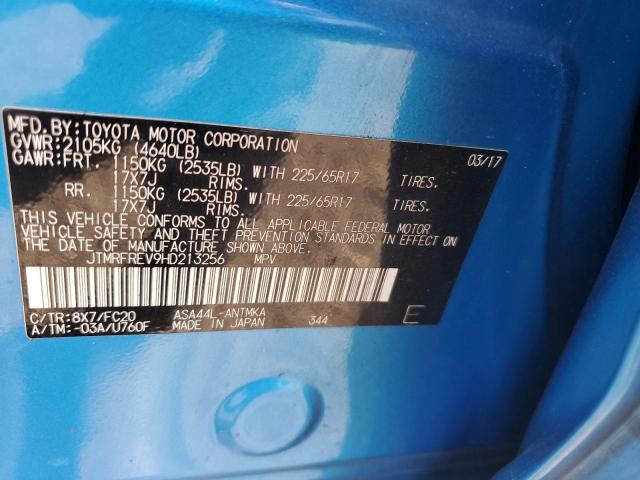 MFD.BY:TOYOTA MOTOR CORPORATION 03/17
GVWR:2105KG (4640LB)
GAWR:FRT. 1150KG (2535LB) WITH 225/65R17 TIRES.
17X7J RIMS.
RR. 1150KG (2535LB) WITH 225/65R17 TIRES.
17X7J RIMS.
THIS VEHICLE CONFORMS TO ALL APPLICABLE FEDERAL MOTOR
VEHICLE SAFETY AND THEFT PREVENTION STANDARDS IN EFFECT ON
THE DATE OF MANUFACTURE SHOWN ABOVE.
JTMRFREV9HD213256 MPV
C/TR:8X7/FC20 ASA44L-ANTMKA
A/TM:-03A/U760F MADE IN JAPAN 344 E